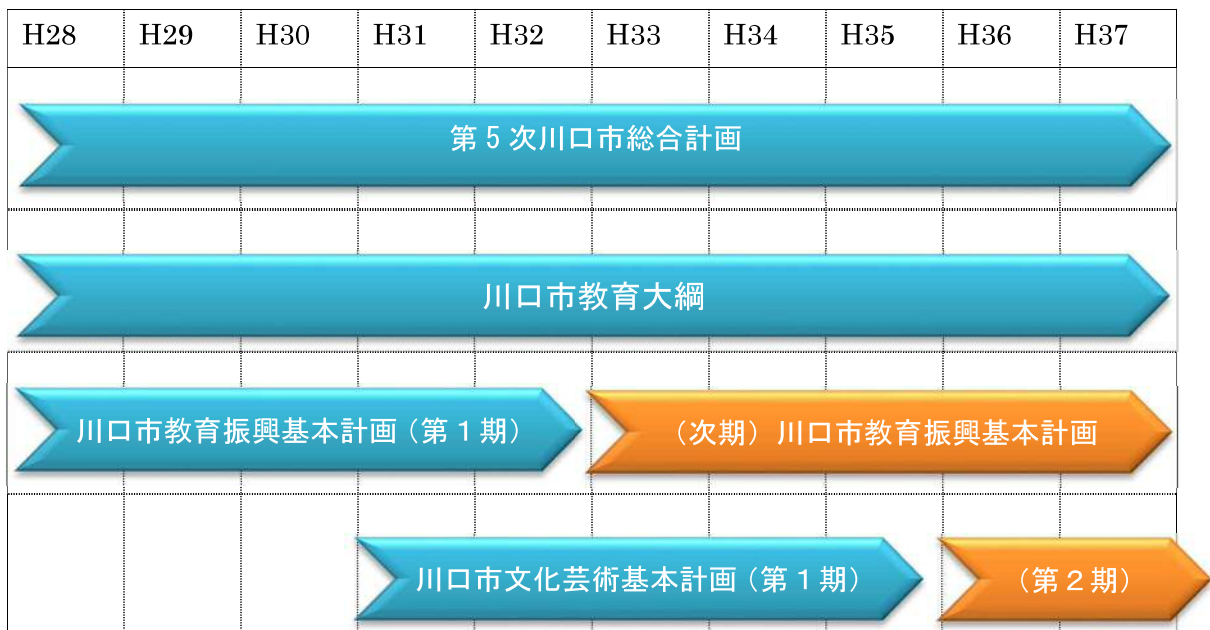 H28 H29 H30 H31 H32 H33 H34 H35 H36 H37
第5次川口市総合計画
川口市教育大綱
川口市教育振興基本計画(第1期) (次期)川口市教育振興基本計画
川口市文化芸術基本計画(第1期) (第2期)